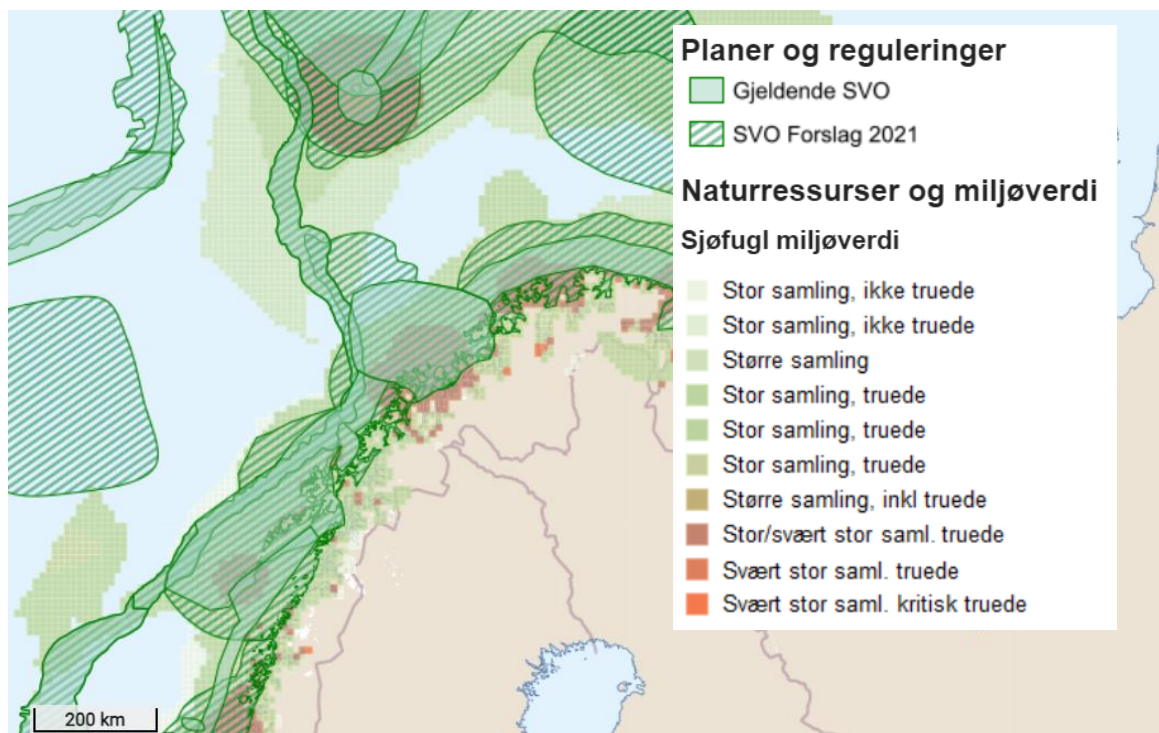 Planer og reguleringer
Gjeldende SVO
SVO Forslag 2021
Naturressurser og miljøverdi
Sjøfugl miljøverdi
Stor samling, ikke truede
Stor samling, ikke truede
Større samling
Stor samling, truede
Stor samling, truede
Stor samling, truede
Større samling, inkl truede
Stor/svært stor saml. truede
Svært stor saml. truede
Svært stor saml. kritisk truede
200 km